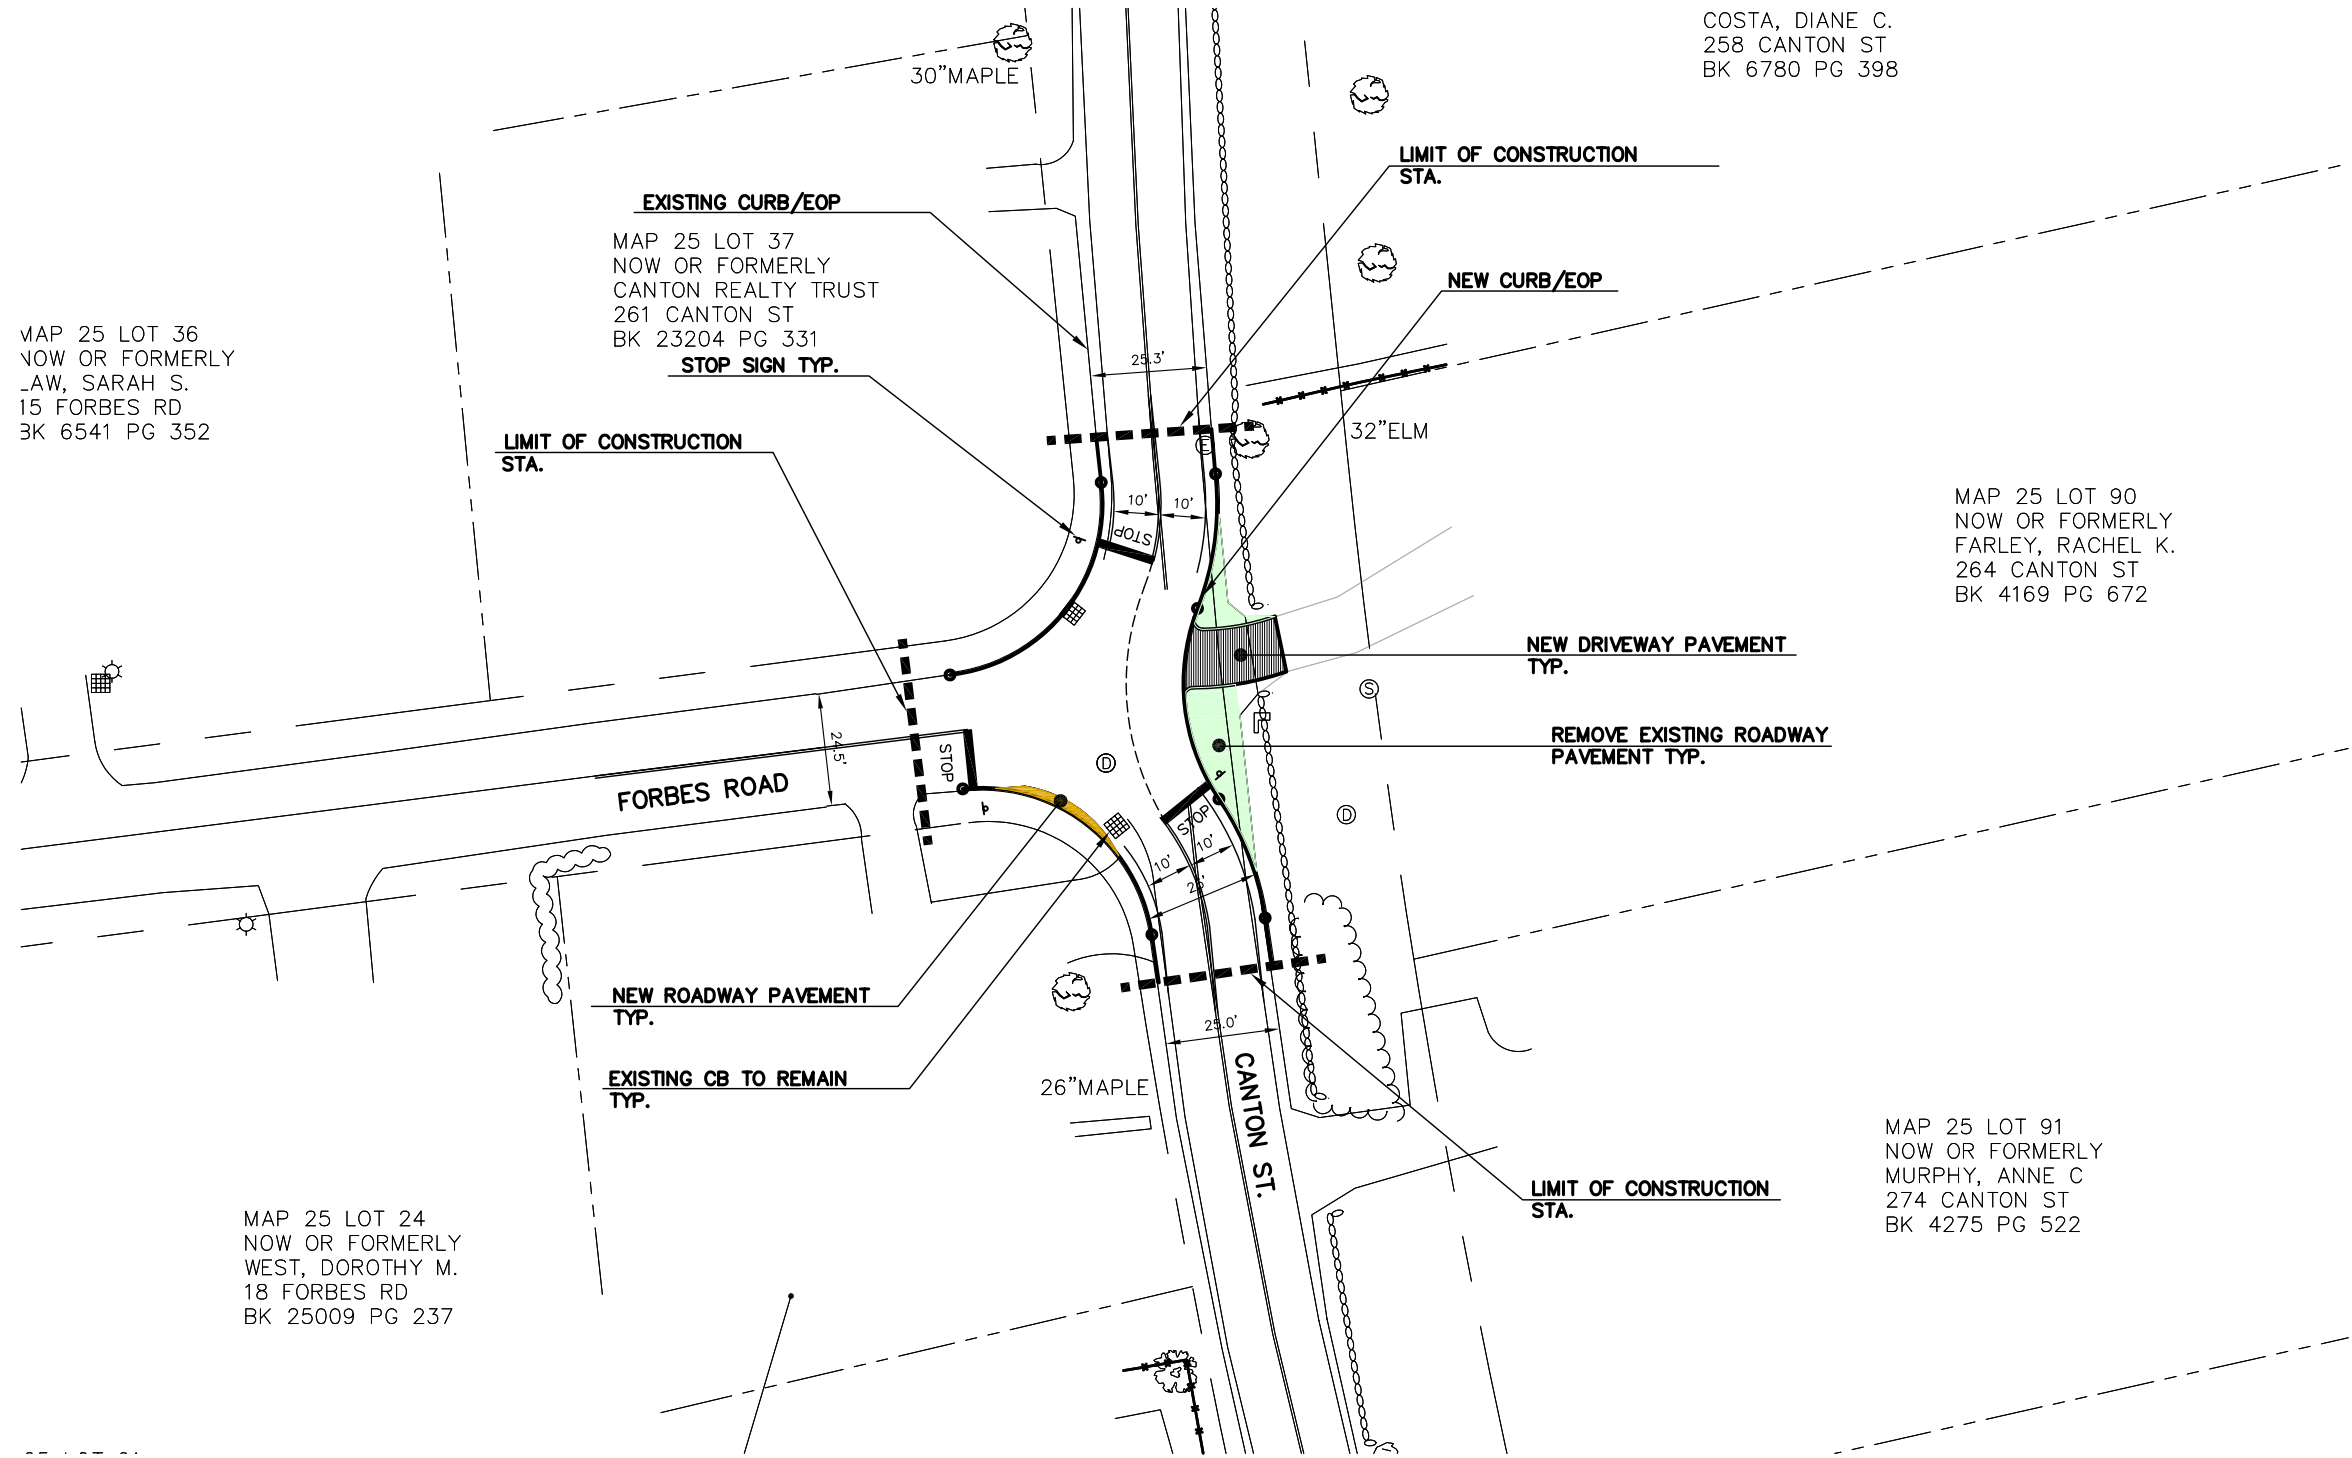 COSTA, DIANE C.
258 CANTON ST
BK 6780 PG 398
30"MAPLE
LIMIT OF CONSTRUCTION
STA.
EXISTING CURB/EOP
MAP 25 LOT 37
NOW OR FORMERLY
CANTON REALTY TRUST
261 CANTON ST
BK 23204 PG 331
STOP SIGN TYP.
NEW CURB/EOP
MAP 25 LOT 36
NOW OR FORMERLY
LAW, SARAH S.
15 FORBES RD
BK 6541 PG 352
25.3'
LIMIT OF CONSTRUCTION
STA.
E
32"ELM
10'
10'
STOP
MAP 25 LOT 90
NOW OR FORMERLY
FARLEY, RACHEL K.
264 CANTON ST
BK 4169 PG 672
NEW DRIVEWAY PAVEMENT
TYP.
S
REMOVE EXISTING ROADWAY
PAVEMENT TYP.
24.5'
STOP
FORBES ROAD
D
D
STOP
10'
10'
26'
NEW ROADWAY PAVEMENT
TYP.
EXISTING CB TO REMAIN
TYP.
25.0'
26"MAPLE
CANTON ST.
LIMIT OF CONSTRUCTION
STA.
MAP 25 LOT 91
NOW OR FORMERLY
MURPHY, ANNE C
274 CANTON ST
BK 4275 PG 522
MAP 25 LOT 24
NOW OR FORMERLY
WEST, DOROTHY M.
18 FORBES RD
BK 25009 PG 237